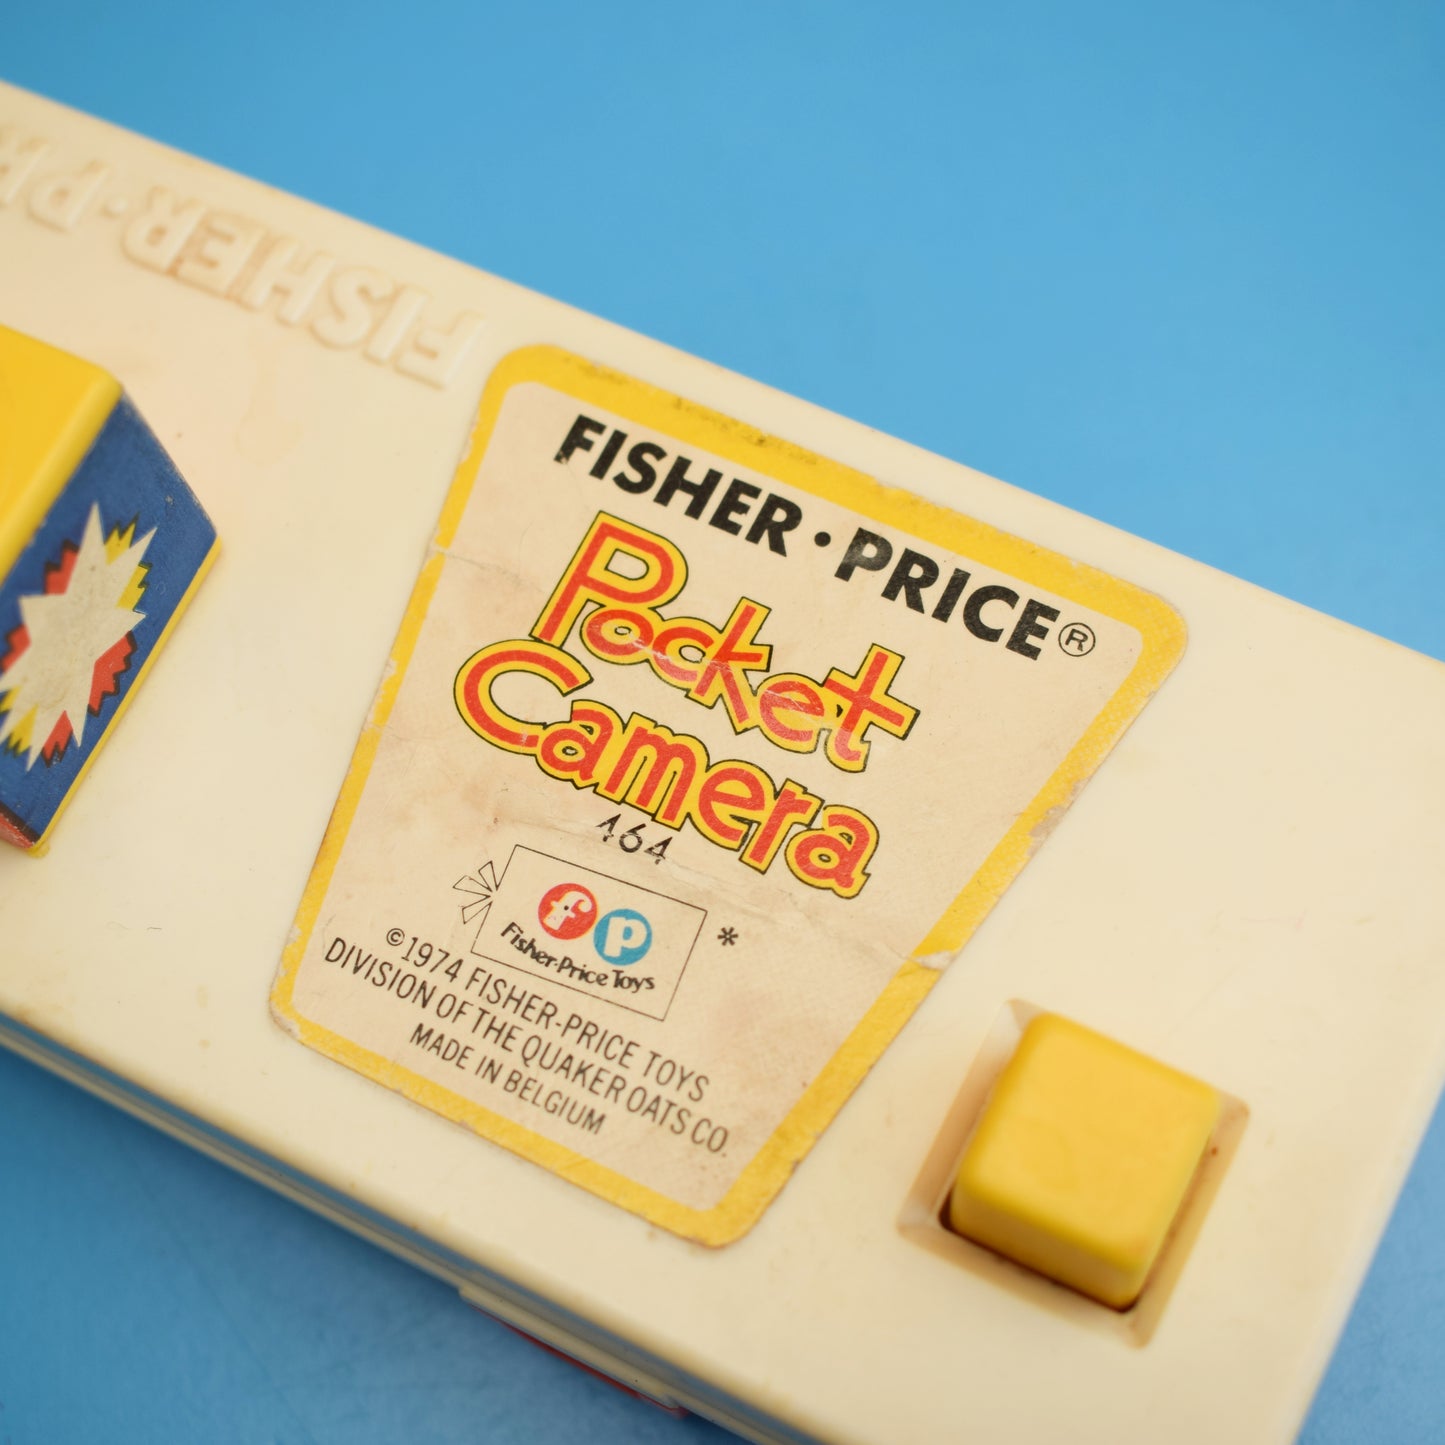 FISHER·PR
FISHER·PRICE®
Pocket
Camera
464
fp *
Fisher-Price Toys
©1974 FISHER-PRICE TOYS
DIVISION OF THE QUAKER OATS CO.
MADE IN BELGIUM